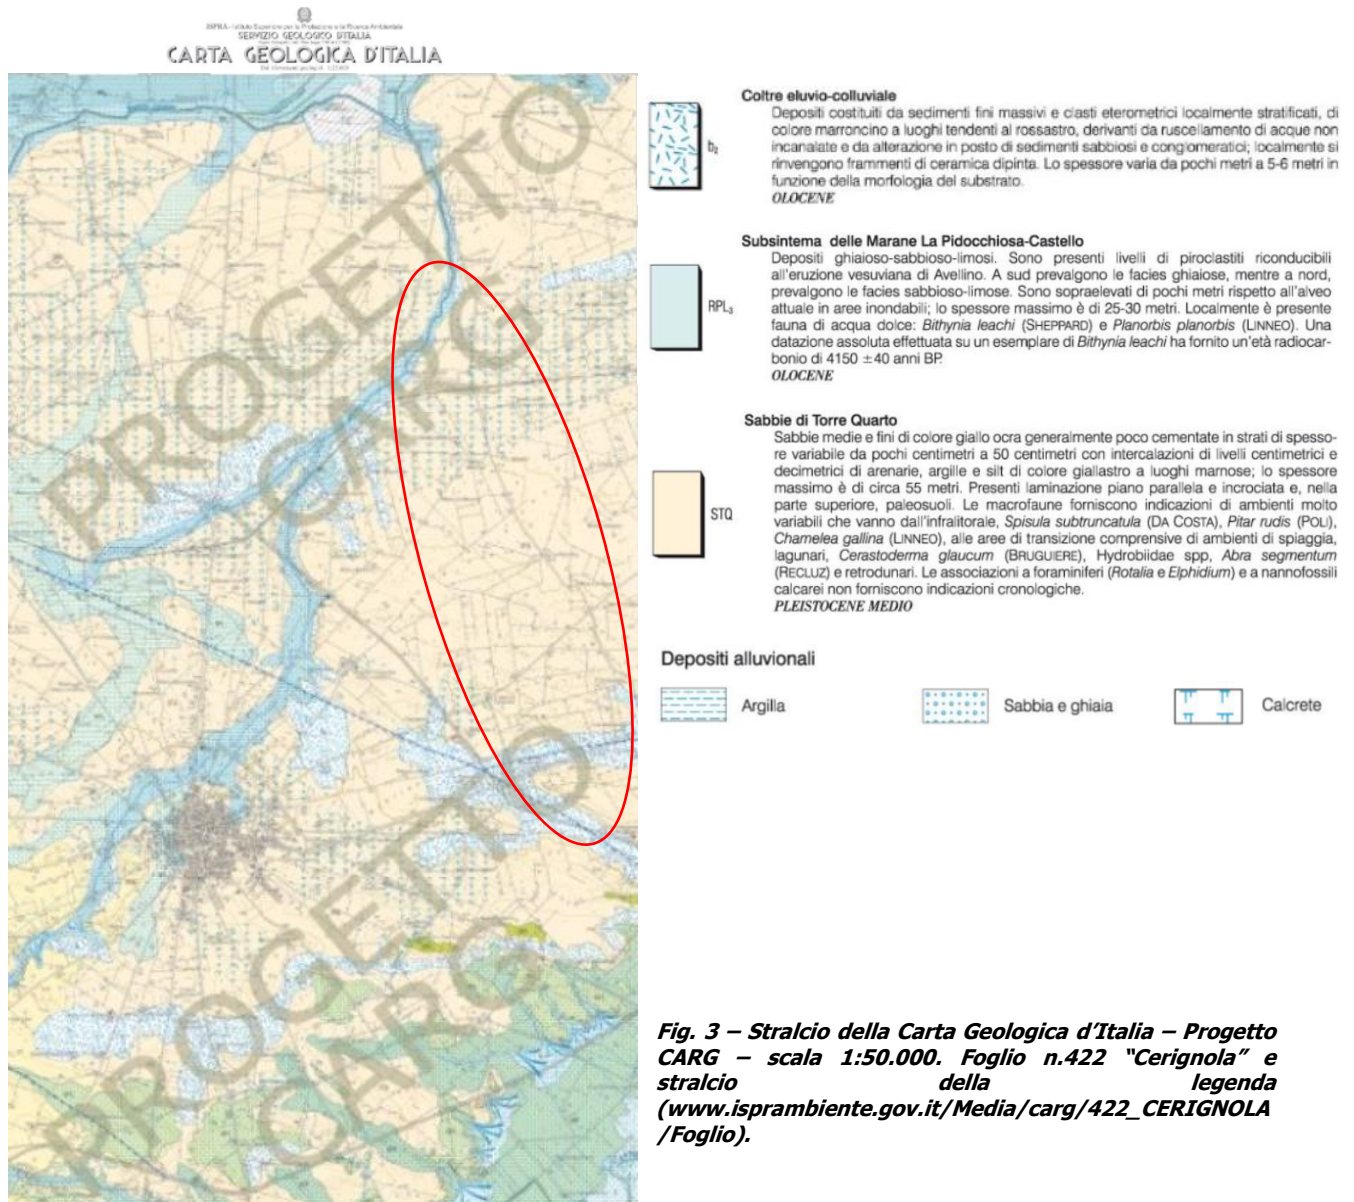 ISPRA - Istituto Superiore per la Protezione e la Ricerca Ambientale
SERVIZIO GEOLOGICO D'ITALIA
CARTA GEOLOGICA D'ITALIA
PROGETTO
CARG
PROGETTO
CARG
Coltre eluvio-colluviale
Depositi costituiti da sedimenti fini massivi e clasti eterometrici localmente stratificati, di
colore marroncino a luoghi tendenti al rossastro, derivanti da ruscellamento di acque non
incanalate e da alterazione in posto di sedimenti sabbiosi e conglomeratici; localmente si
rinvengono frammenti di ceramica dipinta. Lo spessore varia da pochi metri a 5-6 metri in
funzione della morfologia del substrato.
OLOCENE
b₂
Subsintema delle Marane La Pidocchiosa-Castello
Depositi ghiaioso-sabbioso-limosi. Sono presenti livelli di piroclastiti riconducibili
all'eruzione vesuviana di Avellino. A sud prevalgono le facies ghiaiose, mentre a nord,
prevalgono le facies sabbioso-limose. Sono sopraelevati di pochi metri rispetto all'alveo
attuale in aree inondabili; lo spessore massimo è di 25-30 metri. Localmente è presente
fauna di acqua dolce: Bithynia leachi (SHEPPARD) e Planorbis planorbis (LINNEO). Una
datazione assoluta effettuata su un esemplare di Bithynia leachi ha fornito un'età radiocar-
bonio di 4150 ±40 anni BP.
OLOCENE
RPL₃
Sabbie di Torre Quarto
Sabbie medie e fini di colore giallo ocra generalmente poco cementate in strati di spesso-
re variabile da pochi centimetri a 50 centimetri con intercalazioni di livelli centimetrici e
decimetrici di arenarie, argille e silt di colore giallastro a luoghi marnose; lo spessore
massimo è di circa 55 metri. Presenti laminazione piano parallela e incrociata e, nella
parte superiore, paleosuoli. Le macrofaune forniscono indicazioni di ambienti molto
variabili che vanno dall'infralitorale, Spisula subtruncatula (DA COSTA), Pitar rudis (POLI),
Chamelea gallina (LINNEO), alle aree di transizione comprensive di ambienti di spiaggia,
lagunari, Cerastoderma glaucum (BRUGUIERE), Hydrobiidae spp, Abra segmentum
(RECLUZ) e retrodunari. Le associazioni a foraminiferi (Rotalia e Elphidium) e a nannofossili
calcarei non forniscono indicazioni cronologiche.
PLEISTOCENE MEDIO
STQ
Depositi alluvionali
Argilla
Sabbia e ghiaia
Calcrete
Fig. 3 – Stralcio della Carta Geologica d'Italia – Progetto
CARG – scala 1:50.000. Foglio n.422 "Cerignola" e
stralcio della legenda
(www.isprambiente.gov.it/Media/carg/422_CERIGNOLA
/Foglio).